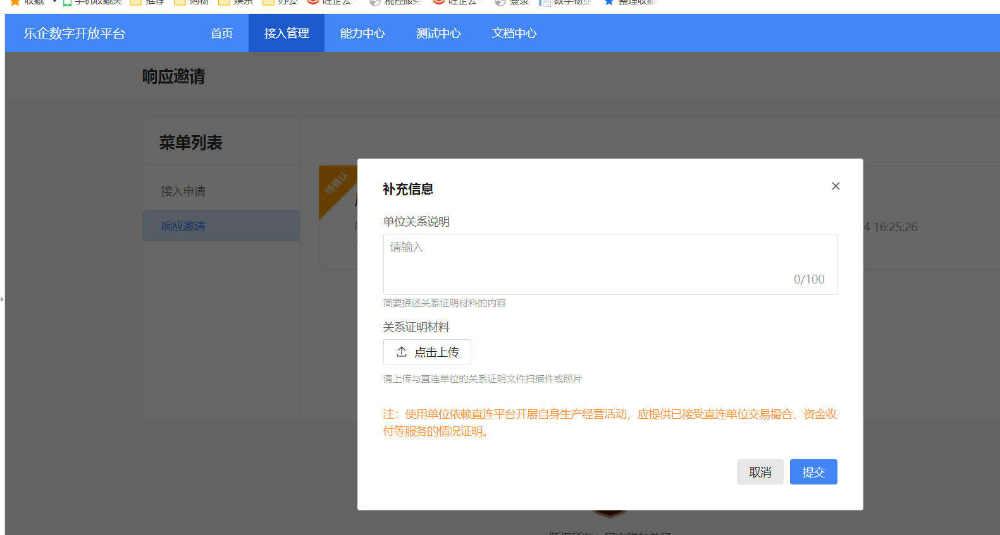 收藏 手机收藏夹 推荐 购物 娱乐 办公 旺企云 税控服务 旺企云 登录 数字物业 整理收藏
乐企数字开放平台 首页 接入管理 能力中心 测试中心 文档中心
响应邀请
菜单列表
接入申请
响应邀请
待确认
4 16:25:26
补充信息
单位关系说明
请输入
0/100
简要描述关系证明材料的内容
关系证明材料
点击上传
请上传与直连单位的关系证明文件扫描件或照片
注：使用单位依赖直连平台开展自身生产经营活动，应提供已接受直连单位交易撮合、资金收
付等服务的情况证明。
取消 提交